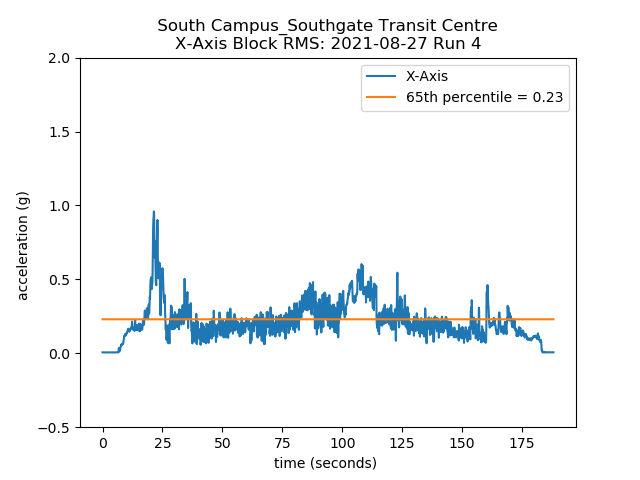 South Campus_Southgate Transit Centre
X-Axis Block RMS: 2021-08-27 Run 4
X-Axis
65th percentile = 0.23
2.0
1.5
1.0
0.5
0.0
−0.5
acceleration (g)
0 25 50 75 100 125 150 175
time (seconds)